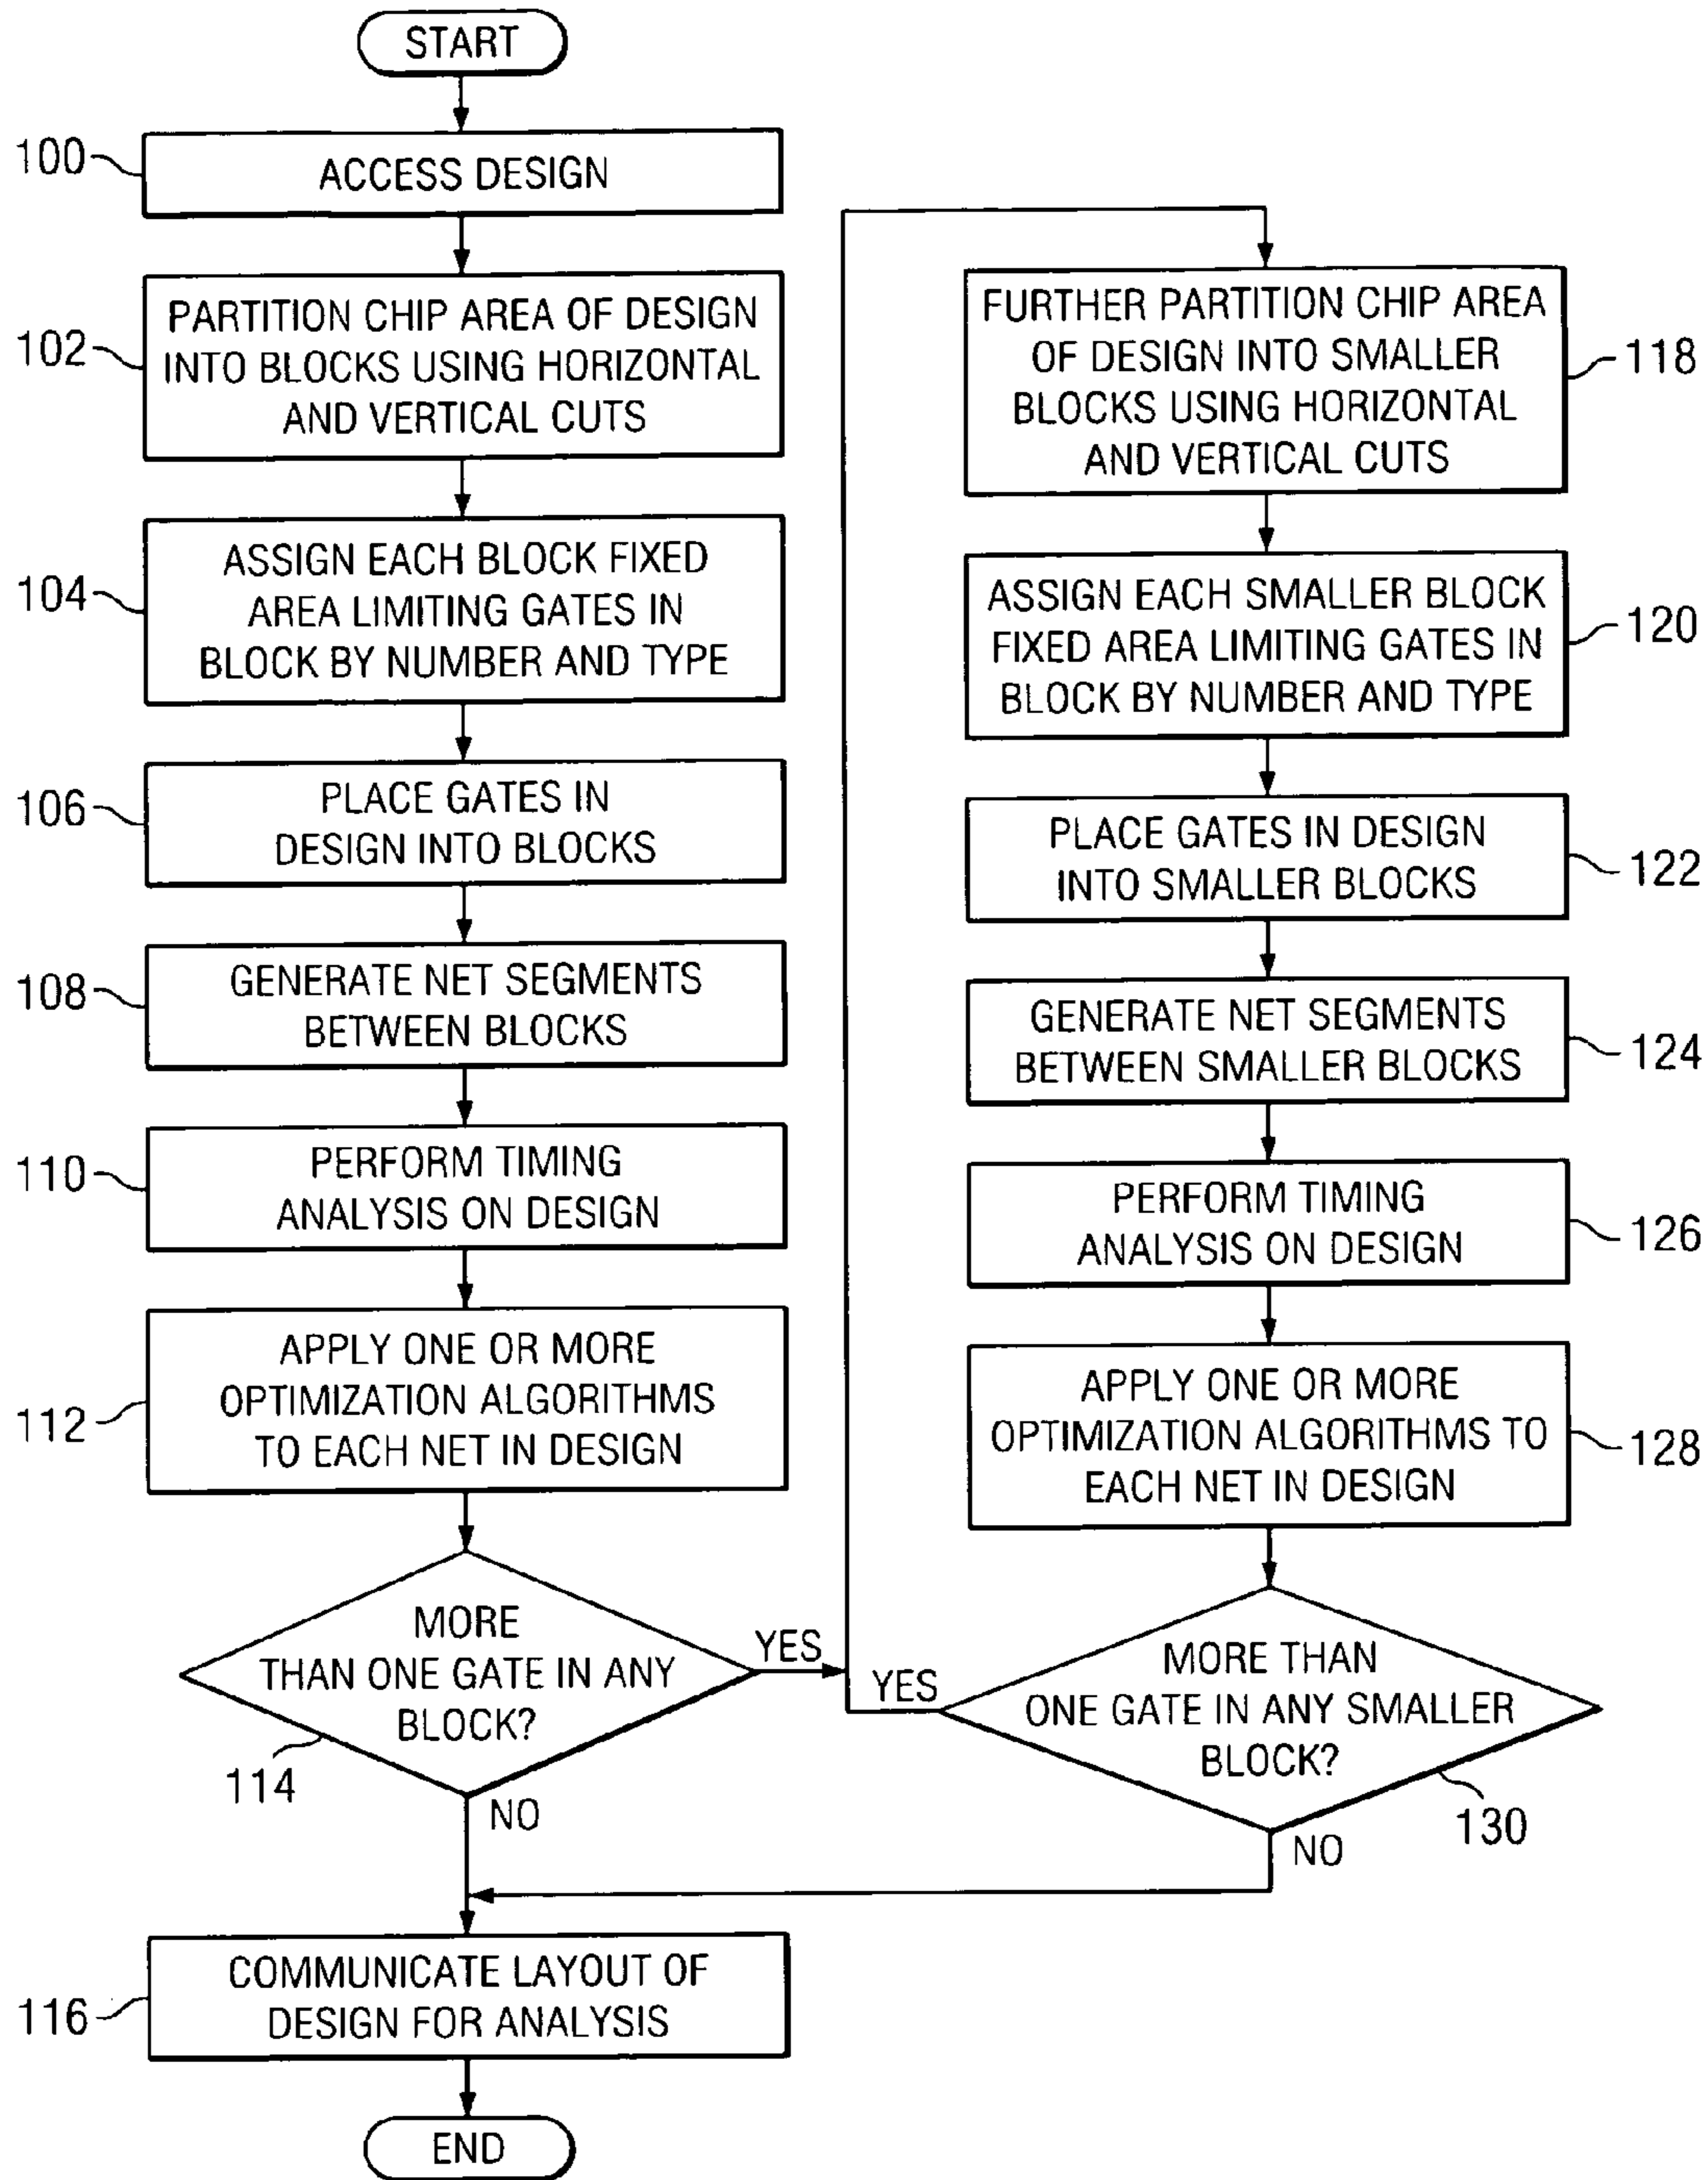 START
100
ACCESS DESIGN
102
PARTITION CHIP AREA OF DESIGN
INTO BLOCKS USING HORIZONTAL
AND VERTICAL CUTS
104
ASSIGN EACH BLOCK FIXED
AREA LIMITING GATES IN
BLOCK BY NUMBER AND TYPE
106
PLACE GATES IN
DESIGN INTO BLOCKS
108
GENERATE NET SEGMENTS
BETWEEN BLOCKS
110
PERFORM TIMING
ANALYSIS ON DESIGN
112
APPLY ONE OR MORE
OPTIMIZATION ALGORITHMS
TO EACH NET IN DESIGN
MORE
THAN ONE GATE IN ANY
BLOCK?
114
YES
NO
116
COMMUNICATE LAYOUT OF
DESIGN FOR ANALYSIS
END
FURTHER PARTITION CHIP AREA
OF DESIGN INTO SMALLER
BLOCKS USING HORIZONTAL
AND VERTICAL CUTS
118
ASSIGN EACH SMALLER BLOCK
FIXED AREA LIMITING GATES IN
BLOCK BY NUMBER AND TYPE
120
PLACE GATES IN DESIGN
INTO SMALLER BLOCKS
122
GENERATE NET SEGMENTS
BETWEEN SMALLER BLOCKS
124
PERFORM TIMING
ANALYSIS ON DESIGN
126
APPLY ONE OR MORE
OPTIMIZATION ALGORITHMS TO
EACH NET IN DESIGN
128
YES
MORE THAN
ONE GATE IN ANY SMALLER
BLOCK?
130
NO